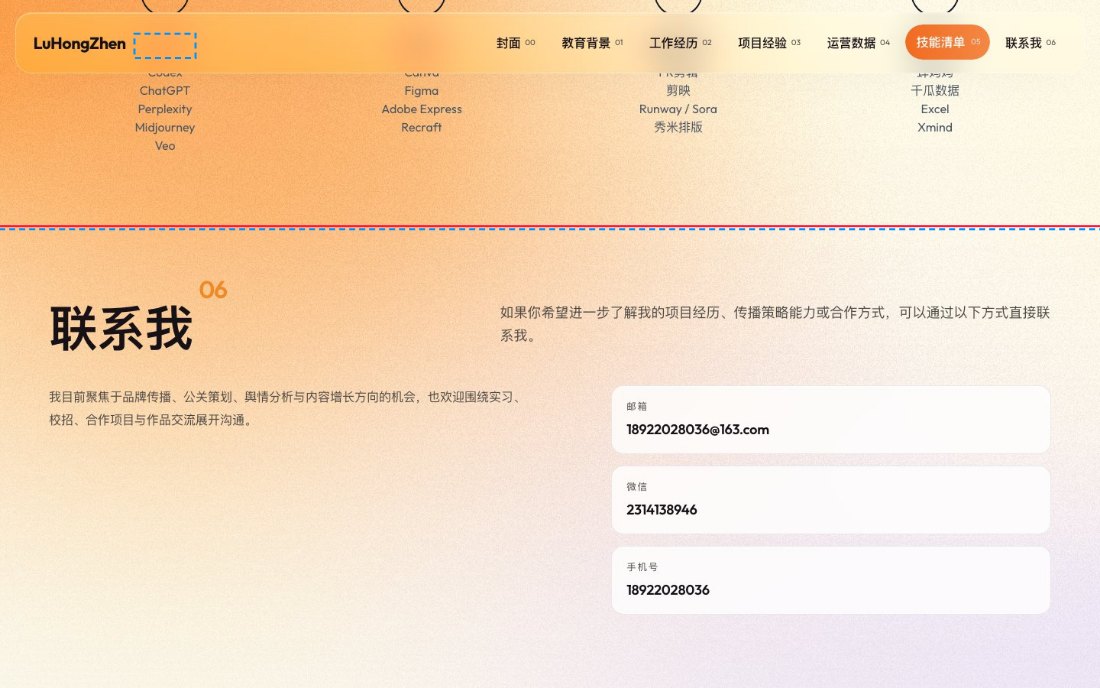 LuHongZhen
封面 00 教育背景 01 工作经历 02 项目经验 03 运营数据 04 技能清单 05 联系我 06
ChatGPT
Perplexity
Midjourney
Veo
Canva
Figma
Adobe Express
Recraft
剪映
Runway / Sora
秀米排版
千瓜数据
Excel
Xmind
联系我 06
如果你希望进一步了解我的项目经历、传播策略能力或合作方式，可以通过以下方式直接联
系我。
我目前聚焦于品牌传播、公关策划、舆情分析与内容增长方向的机会，也欢迎围绕实习、
校招、合作项目与作品交流展开沟通。
邮箱
18922028036@163.com
微信
2314138946
手机号
18922028036